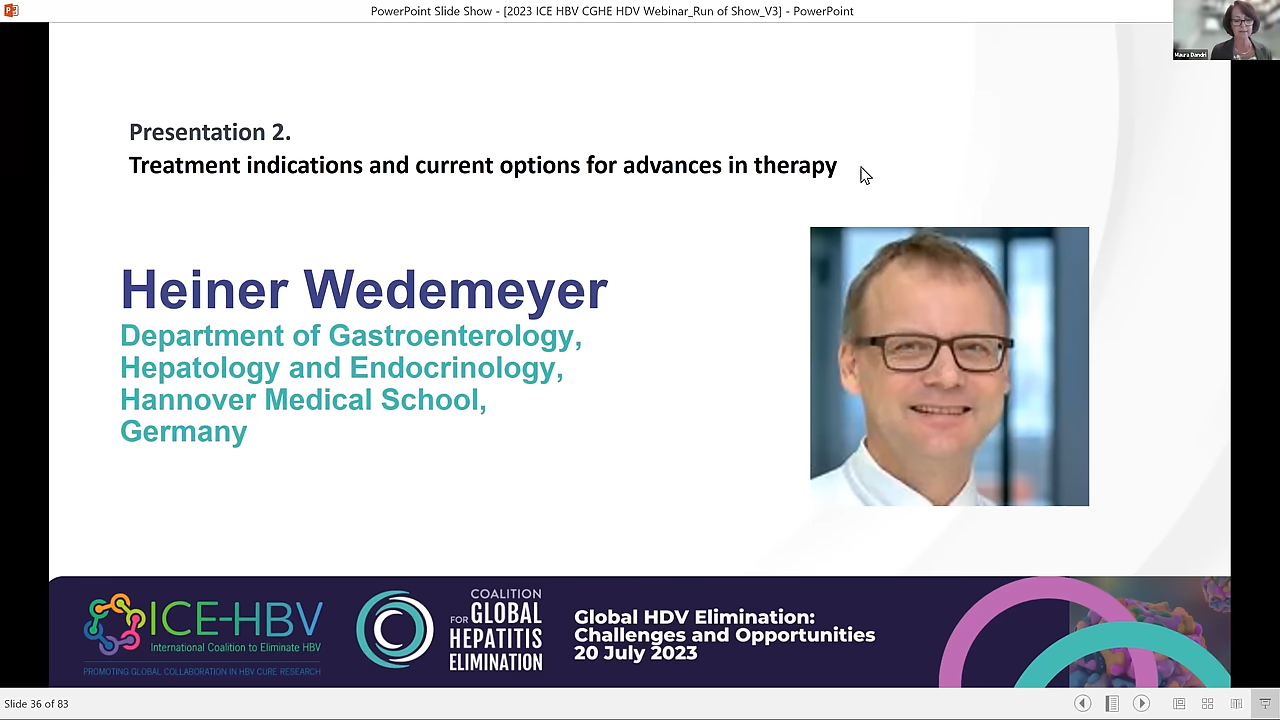 PowerPoint Slide Show - [2023 ICE HBV CGHE HDV Webinar_Run of Show_V3] - PowerPoint
Maura Dandri
Presentation 2.
Treatment indications and current options for advances in therapy
Heiner Wedemeyer
Department of Gastroenterology,
Hepatology and Endocrinology,
Hannover Medical School,
Germany
ICE-HBV
International Coalition to Eliminate HBV
PROMOTING GLOBAL COLLABORATION IN HBV CURE RESEARCH
COALITION
FOR GLOBAL
HEPATITIS
ELIMINATION
Global HDV Elimination:
Challenges and Opportunities
20 July 2023
Slide 36 of 83